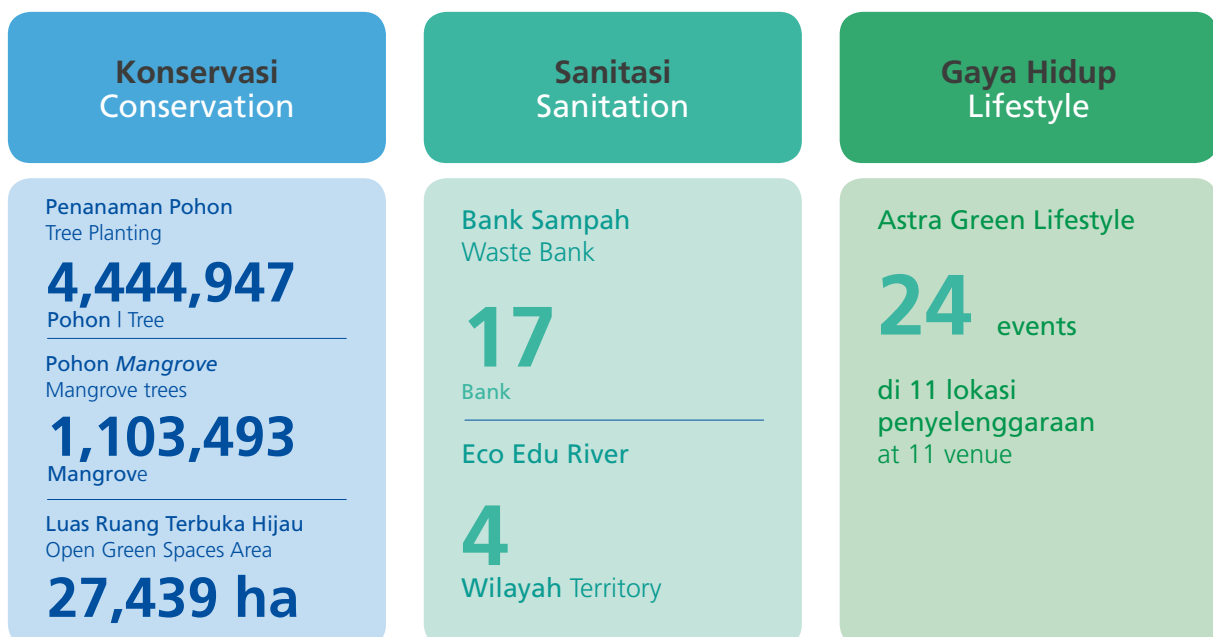 Konservasi
Conservation
Penanaman Pohon
Tree Planting
4,444,947
Pohon | Tree
Pohon Mangrove
Mangrove trees
1,103,493
Mangrove
Luas Ruang Terbuka Hijau
Open Green Spaces Area
27,439 ha
Sanitasi
Sanitation
Bank Sampah
Waste Bank
17
Bank
Eco Edu River
4
Wilayah Territory
Gaya Hidup
Lifestyle
Astra Green Lifestyle
24 events
di 11 lokasi
penyelenggaraan
at 11 venue